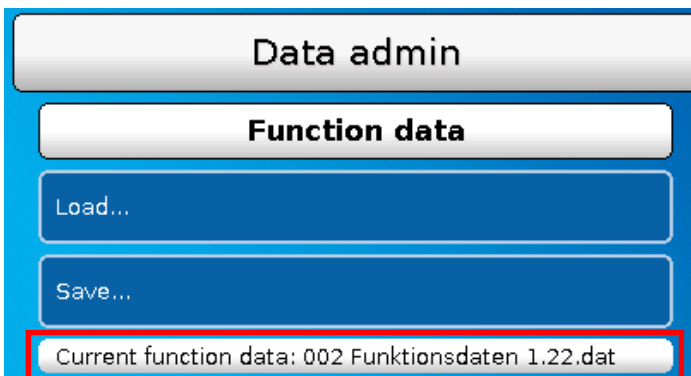 Data admin
Function data
Load...
Save...
Current function data: 002 Funktionsdaten 1.22.dat